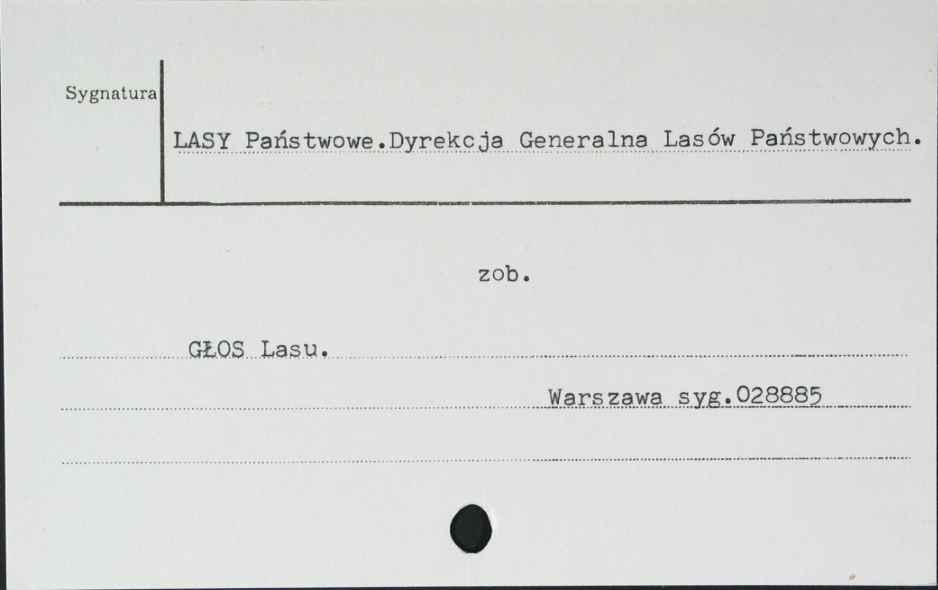 Sygnatura
LASY Państwowe.Dyrekcja Generalna Lasów Państwowych.
zob.
GŁOS Lasu.
Warszawa syg.028885